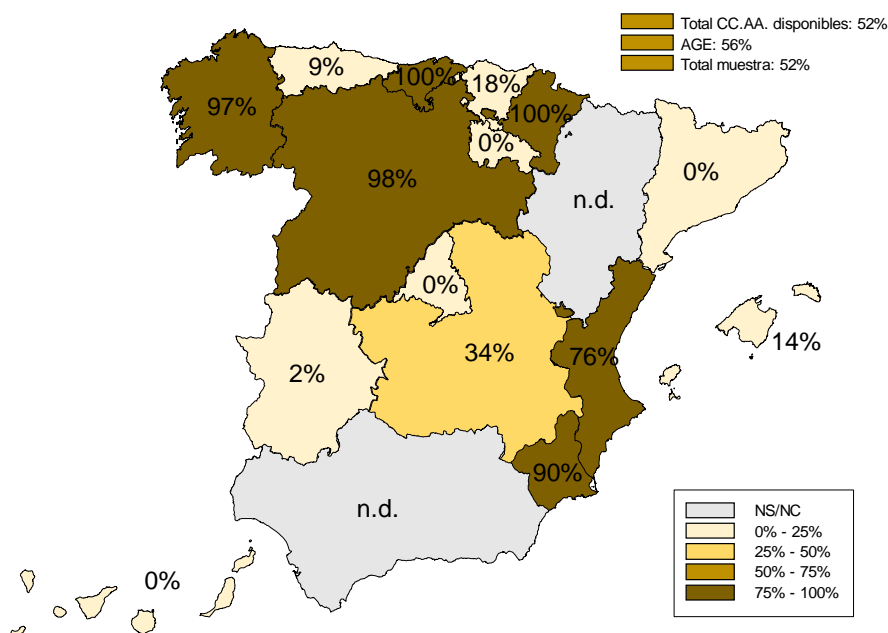 Total CC.AA. disponibles: 52%
AGE: 56%
Total muestra: 52%
9%
100%
18%
97%
100%
0%
98%
0%
n.d.
0%
14%
34%
76%
2%
90%
n.d.
0%
NS/NC
0% - 25%
25% - 50%
50% - 75%
75% - 100%